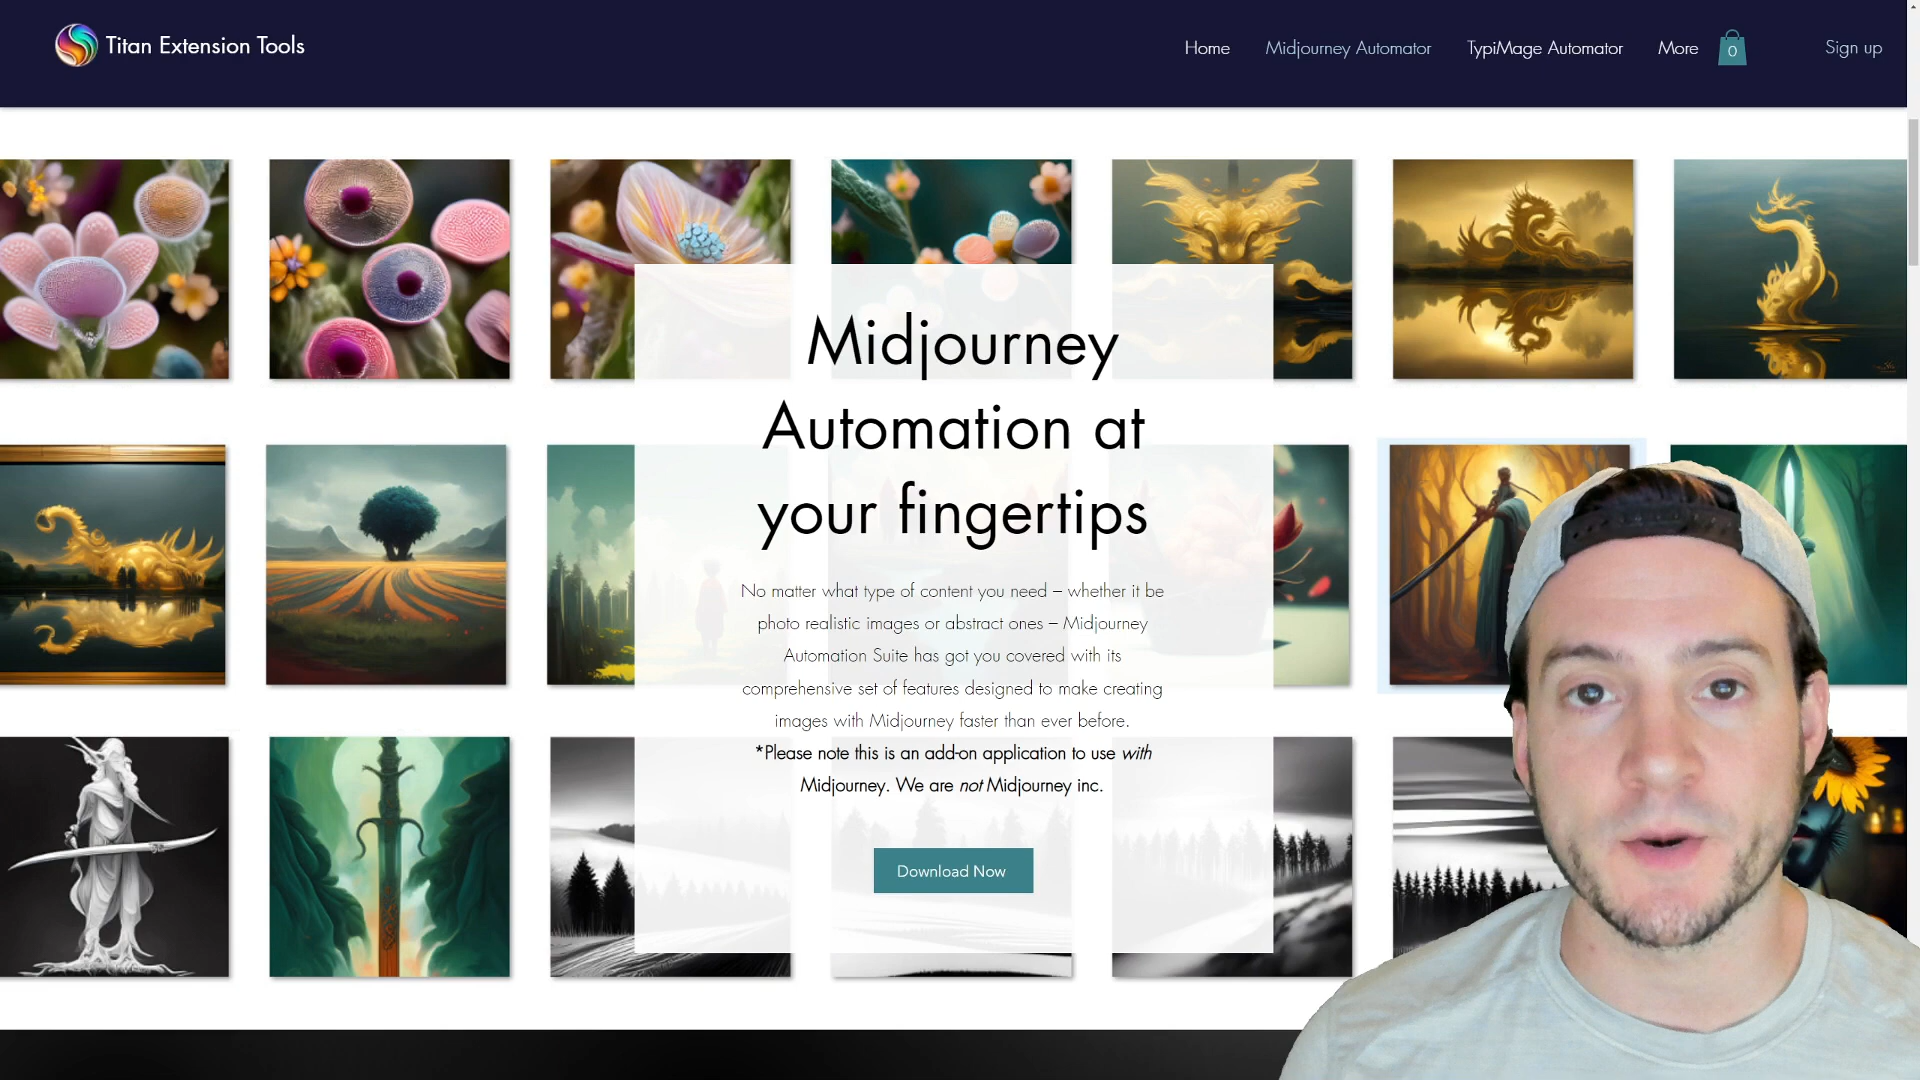 Titan Extension Tools
Home
Midjourney Automator
TypiMage Automator
More
0
Sign up
Midjourney
Automation at
your fingertips
No matter what type of content you need – whether it be
photo realistic images or abstract ones – Midjourney
Automation Suite has got you covered with its
comprehensive set of features designed to make creating
images with Midjourney faster than ever before.
*Please note this is an add-on application to use with
Midjourney. We are not Midjourney inc.
Download Now